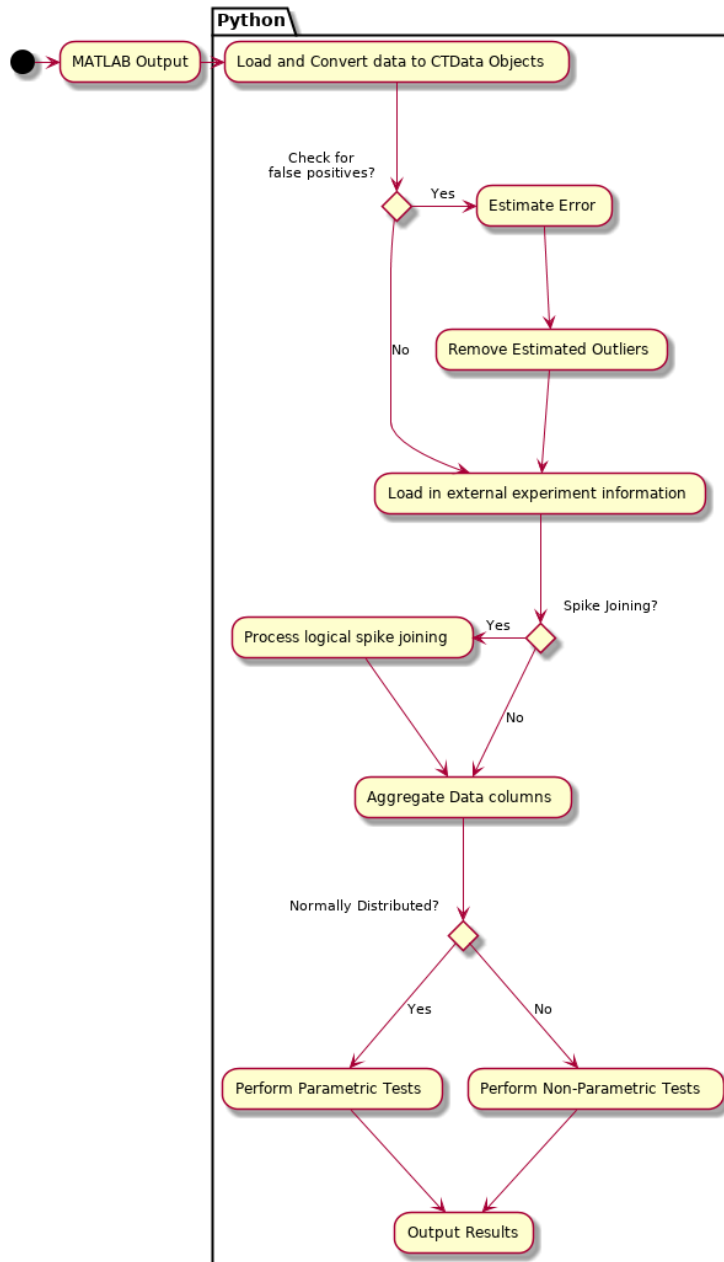 Python
MATLAB Output
Load and Convert data to CTData Objects
Check for
false positives?
Yes
Estimate Error
No
Remove Estimated Outliers
Load in external experiment information
Spike Joining?
Yes
Process logical spike joining
No
Aggregate Data columns
Normally Distributed?
Yes
No
Perform Parametric Tests
Perform Non-Parametric Tests
Output Results